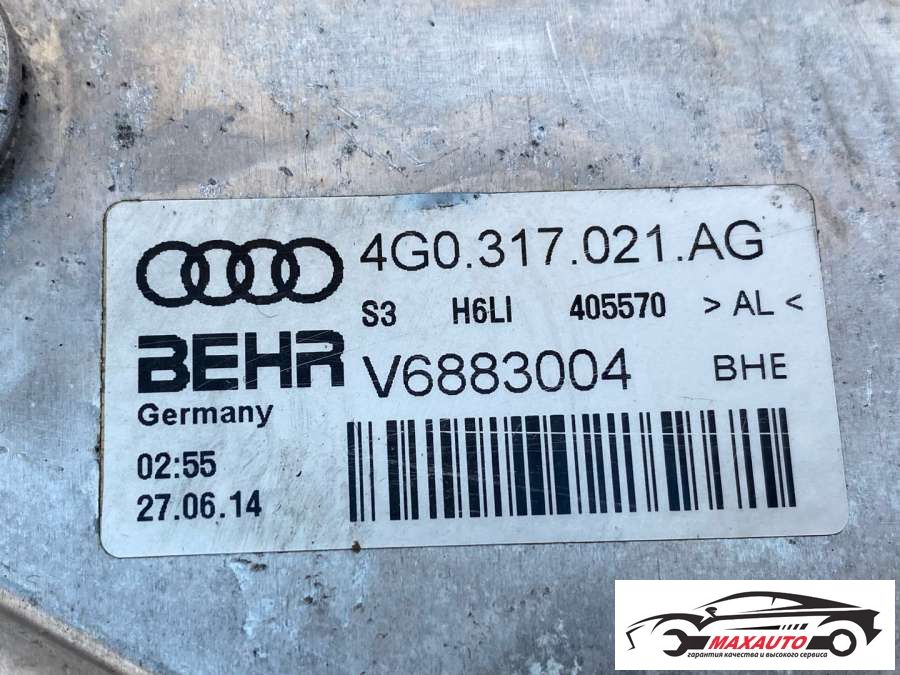 4G0.317.021.AG
S3 H6LI 405570 > AL <
BEHR V6883004 BHE
Germany
02:55
27.06.14
MAXAUTO
гарантия качества и высокого сервиса